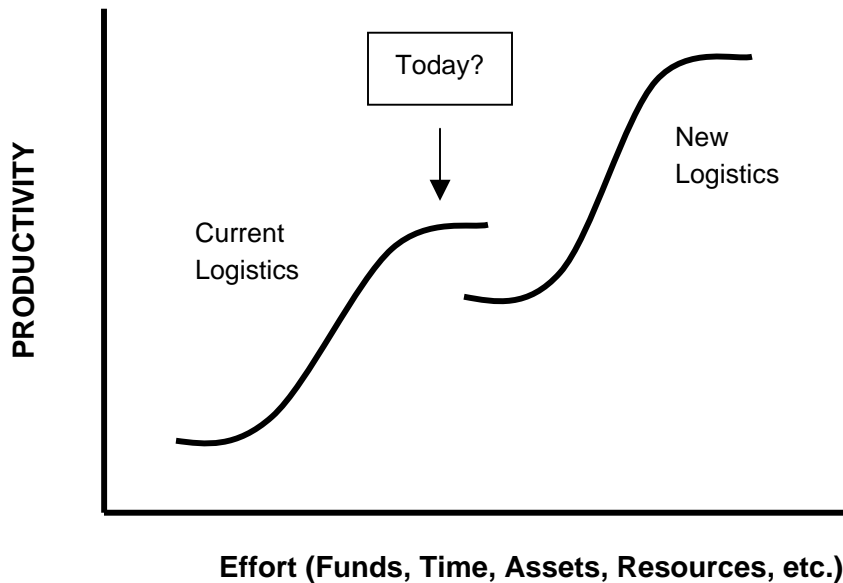 Today?
New
Logistics
Current
Logistics
PRODUCTIVITY
Effort (Funds, Time, Assets, Resources, etc.)